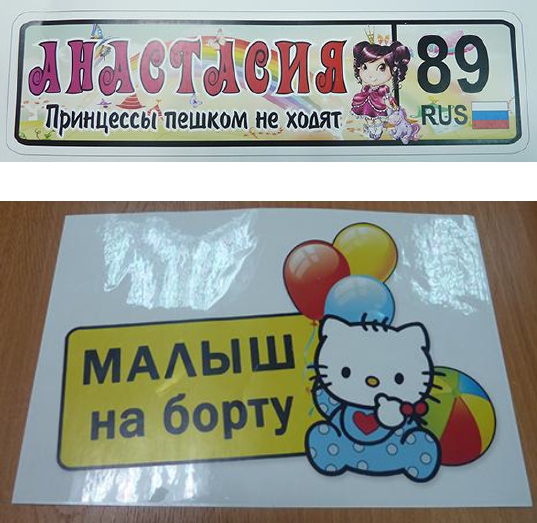 АНАСТАСИЯ
Принцессы пешком не ходят
89
RUS
МАЛЫШ
на борту